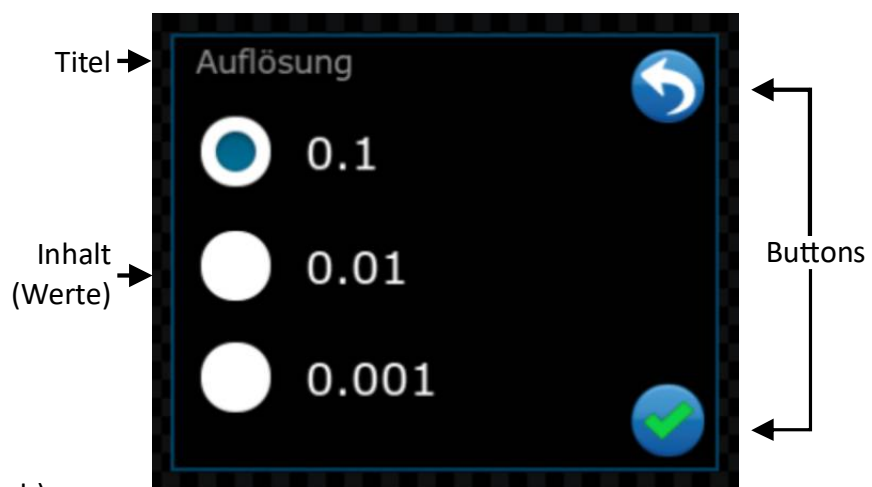 Titel
Auflösung
0.1
Inhalt
(Werte)
0.01
Buttons
0.001